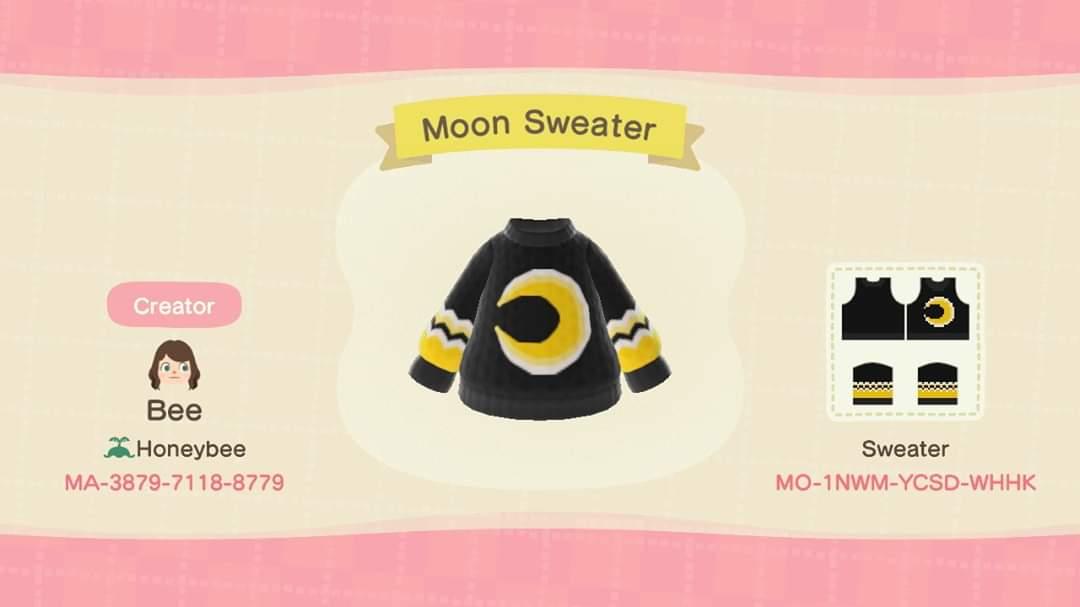 Moon Sweater
Creator
Bee
Honeybee
MA-3879-7118-8779
Sweater
MO-1NWM-YCSD-WHHK